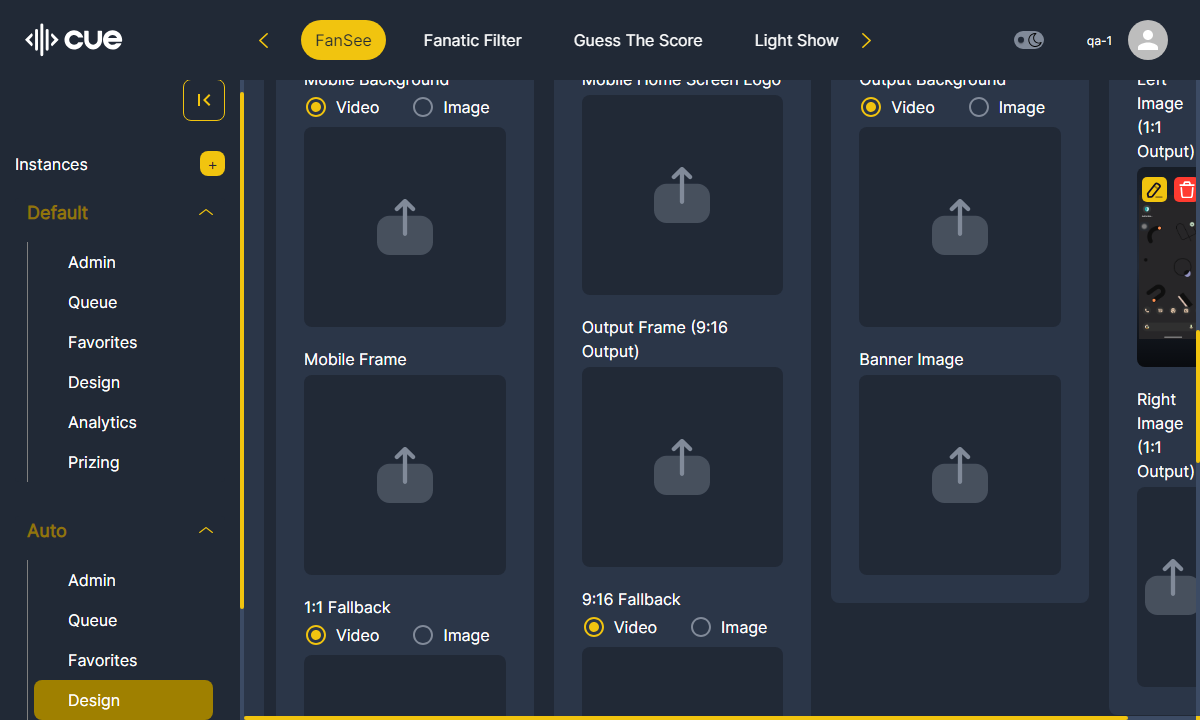 cue
FanSee
Fanatic Filter
Guess The Score
Light Show
qa-1
Instances
+
Default
Admin
Queue
Favorites
Design
Analytics
Prizing
Auto
Admin
Queue
Favorites
Design
Mobile Background
Video
Image
Mobile Frame
1:1 Fallback
Video
Image
Mobile Home Screen Logo
Output Frame (9:16
Output)
9:16 Fallback
Video
Image
Output Background
Video
Image
Banner Image
Left
Image
(1:1
Output)
Right
Image
(1:1
Output)